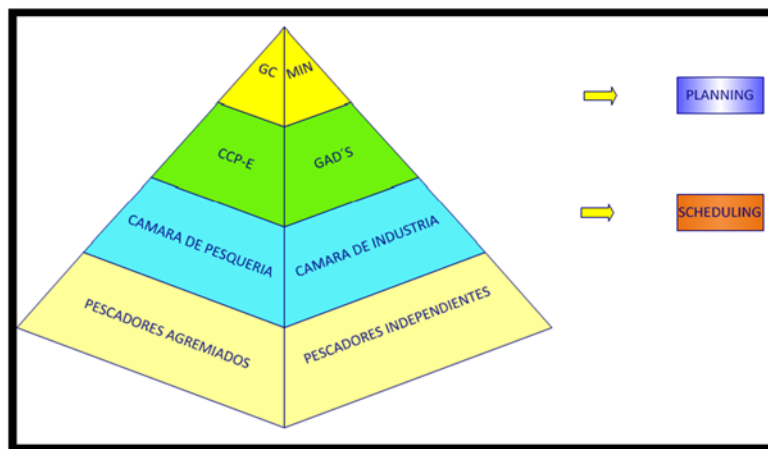 GC MIN
PLANNING
CCP-E GAD´S
SCHEDULING
CAMARA DE PESQUERIA CAMARA DE INDUSTRIA
PESCADORES AGREMIADOS PESCADORES INDEPENDIENTES